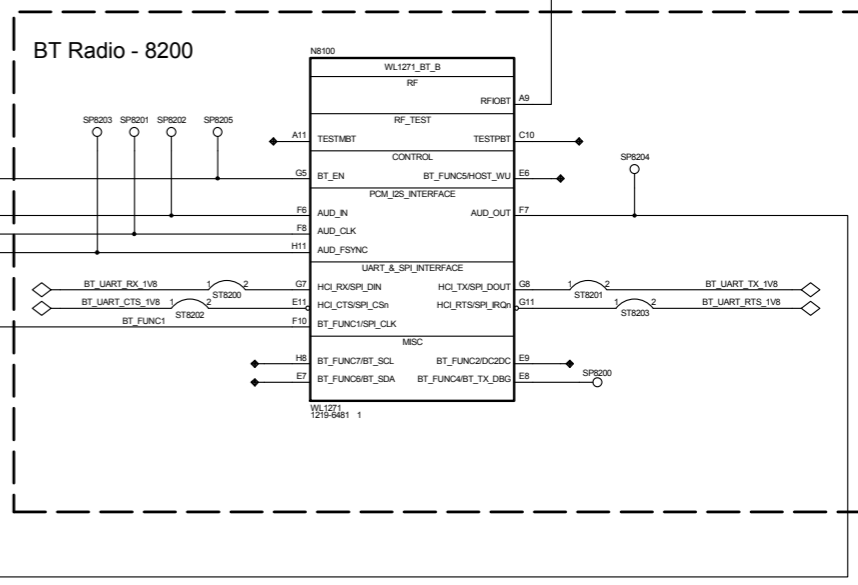 BT Radio - 8200
N8100
WL1271_BT_B
RF
RFIOBT A9
RF_TEST
SP8203 SP8201 SP8202 SP8205
A11 TESTMBT TESTPBT C10
CONTROL
SP8204
G5 BT_EN BT_FUNC5/HOST_WU E6
PCM_I2S_INTERFACE
F6 AUD_IN AUD_OUT F7
F8 AUD_CLK
H11 AUD_FSYNC
UART_&_SPI_INTERFACE
BT_UART_RX_1V8 1 2 G7 HCI_RX/SPI_DIN HCI_TX/SPI_DOUT G8 1 2 BT_UART_TX_1V8
ST8200 ST8201
BT_UART_CTS_1V8 1 2 E11 HCI_CTS/SPI_CSn HCI_RTS/SPI_IRQn G11 1 2 BT_UART_RTS_1V8
ST8202 ST8203
BT_FUNC1 F10 BT_FUNC1/SPI_CLK
MISC
H8 BT_FUNC7/BT_SCL BT_FUNC2/DC2DC E9
E7 BT_FUNC6/BT_SDA BT_FUNC4/BT_TX_DBG E8 SP8200
WL1271
1219-6481 1